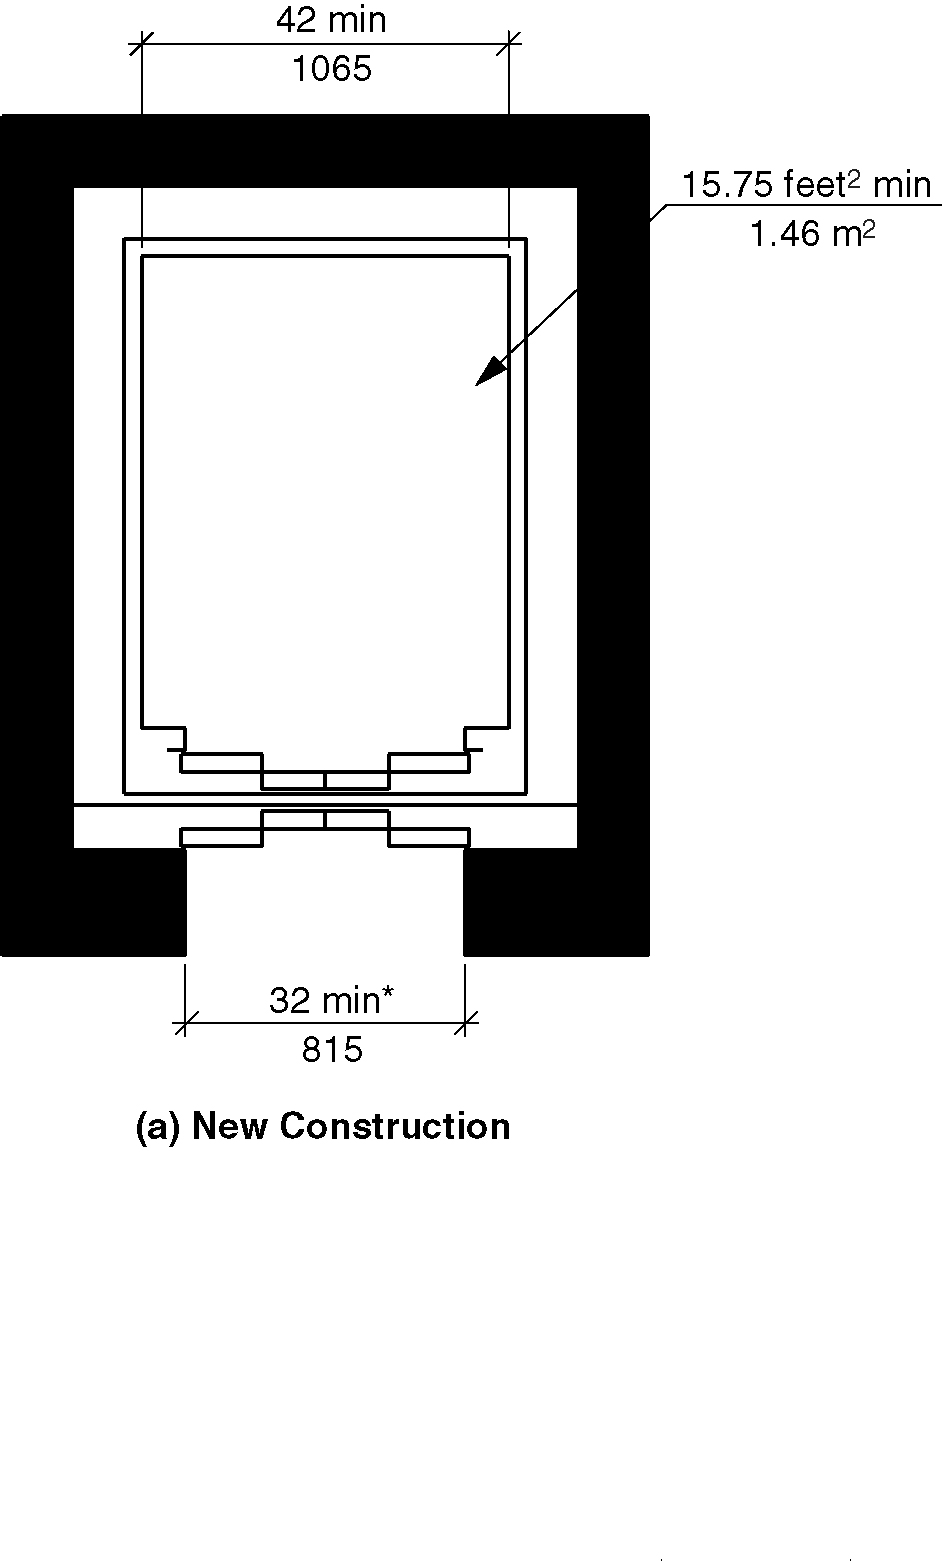 42 min
1065
15.75 feet² min
1.46 m²
32 min*
815
(a) New Construction